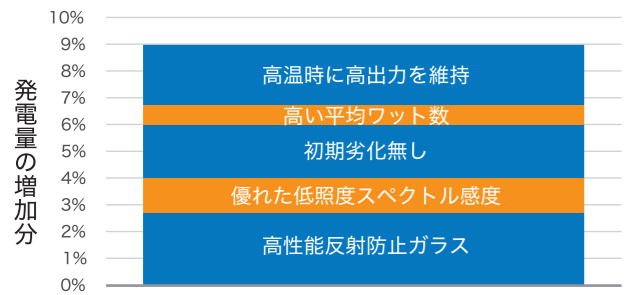 発電量の増加分
10%
9%
8%
7%
6%
5%
4%
3%
2%
1%
0%
高温時に高出力を維持
高い平均ワット数
初期劣化無し
優れた低照度スペクトル感度
高性能反射防止ガラス